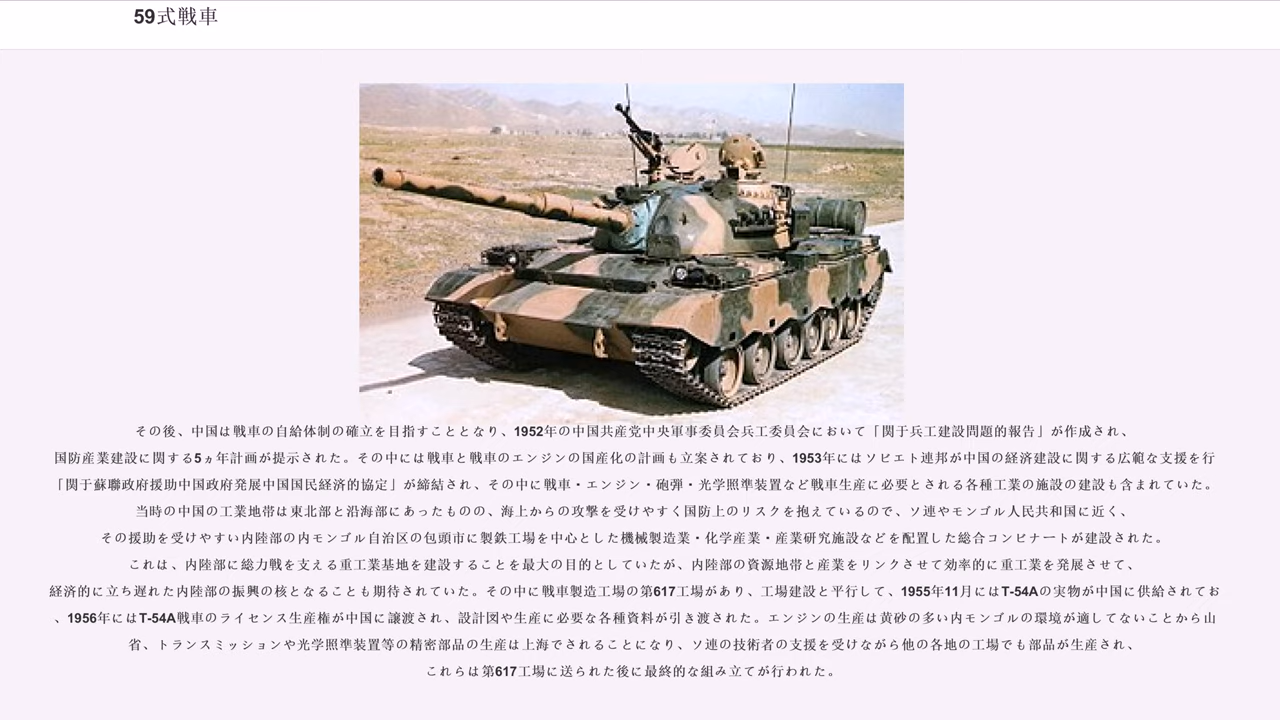 59式戦車
その後、中国は戦車の自給体制の確立を目指すこととなり、1952年の中国共産党中央軍事委員会兵工委員会において「関于兵工建設問題的報告」が作成され、
国防産業建設に関する5ヵ年計画が提示された。その中には戦車と戦車のエンジンの国産化の計画も立案されており、1953年にはソビエト連邦が中国の経済建設に関する広範な支援を行
「関于蘇聯政府援助中国政府発展中国国民経済的協定」が締結され、その中に戦車・エンジン・砲弾・光学照準装置など戦車生産に必要とされる各種工業の施設の建設も含まれていた。
当時の中国の工業地帯は東北部と沿海部にあったものの、海上からの攻撃を受けやすく国防上のリスクを抱えているので、ソ連やモンゴル人民共和国に近く、
その援助を受けやすい内陸部の内モンゴル自治区の包頭市に製鉄工場を中心とした機械製造業・化学産業・産業研究施設などを配置した総合コンビナートが建設された。
これは、内陸部に総力戦を支える重工業基地を建設することを最大の目的としていたが、内陸部の資源地帯と産業をリンクさせて効率的に重工業を発展させて、
経済的に立ち遅れた内陸部の振興の核となることも期待されていた。その中に戦車製造工場の第617工場があり、工場建設と平行して、1955年11月にはT-54Aの実物が中国に供給されてお
、1956年にはT-54A戦車のライセンス生産権が中国に譲渡され、設計図や生産に必要な各種資料が引き渡された。エンジンの生産は黄砂の多い内モンゴルの環境が適してないことから山
省、トランスミッションや光学照準装置等の精密部品の生産は上海でされることになり、ソ連の技術者の支援を受けながら他の各地の工場でも部品が生産され、
これらは第617工場に送られた後に最終的な組み立てが行われた。